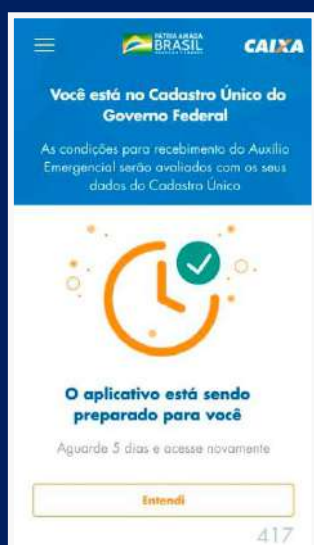 PÁTRIA AMADA
BRASIL
CAIXA
Você está no Cadastro Único do
Governo Federal
As condições para recebimento do Auxílio
Emergencial serão avaliados com os seus
dados do Cadastro Único
O aplicativo está sendo
preparado para você
Aguarde 5 dias e acesse novamente
Entendi
417